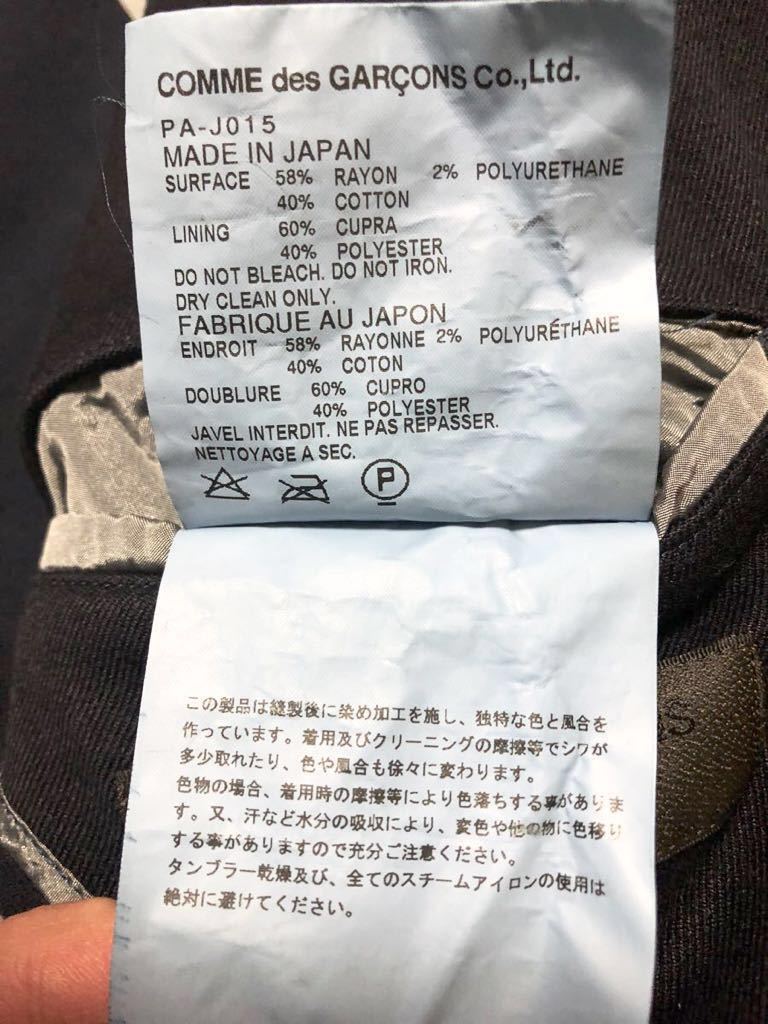 COMME des GARÇONS Co.,Ltd.
PA-J015
MADE IN JAPAN
SURFACE 58% RAYON 2% POLYURETHANE
40% COTTON
LINING 60% CUPRA
40% POLYESTER
DO NOT BLEACH. DO NOT IRON.
DRY CLEAN ONLY.
FABRIQUE AU JAPON
ENDROIT 58% RAYONNE 2% POLYURÉTHANE
40% COTON
DOUBLURE 60% CUPRO
40% POLYESTER
JAVEL INTERDIT. NE PAS REPASSER.
NETTOYAGE A SEC.
P
この製品は縫製後に染め加工を施し、独特な色と風合を
作っています。着用及びクリーニングの摩擦等でシワが
多少取れたり、色や風合も徐々に変わります。
色物の場合、着用時の摩擦等により色落ちする事がありま
す。又、汗など水分の吸収により、変色や他の物に色移り
する事がありますので充分ご注意ください。
タンブラー乾燥及び、全てのスチームアイロンの使用は
絶対に避けてください。